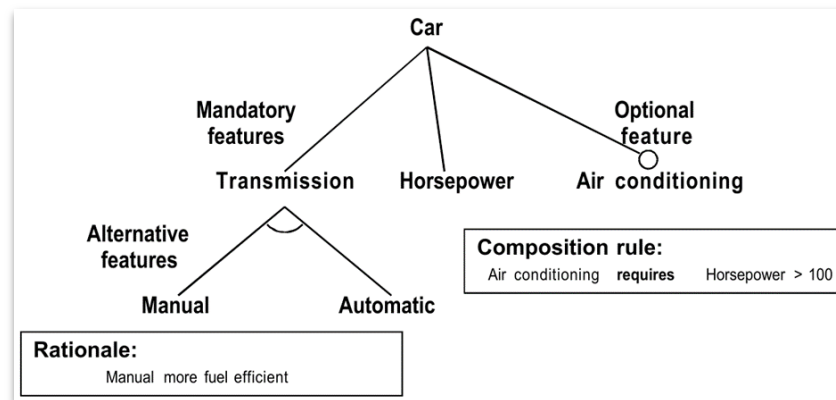 Car
Mandatory
features
Optional
feature
Transmission
Horsepower
Air conditioning
Alternative
features
Composition rule:
Air conditioning requires Horsepower > 100
Manual
Automatic
Rationale:
Manual more fuel efficient